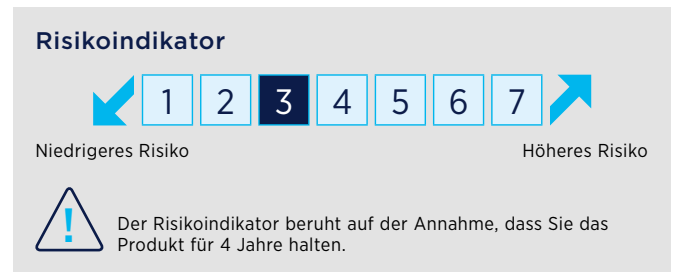 Risikoindikator
1 2 3 4 5 6 7
Niedrigeres Risiko Höheres Risiko
!
Der Risikoindikator beruht auf der Annahme, dass Sie das
Produkt für 4 Jahre halten.